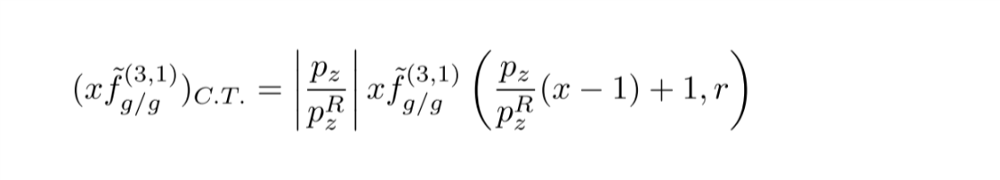 $(x\tilde{f}_{g/g}^{(3,1)})_{C.T.} = \left|\frac{p_z}{p_z^R}\right| x\tilde{f}_{g/g}^{(3,1)}\left(\frac{p_z}{p_z^R}(x-1)+1, r\right)$